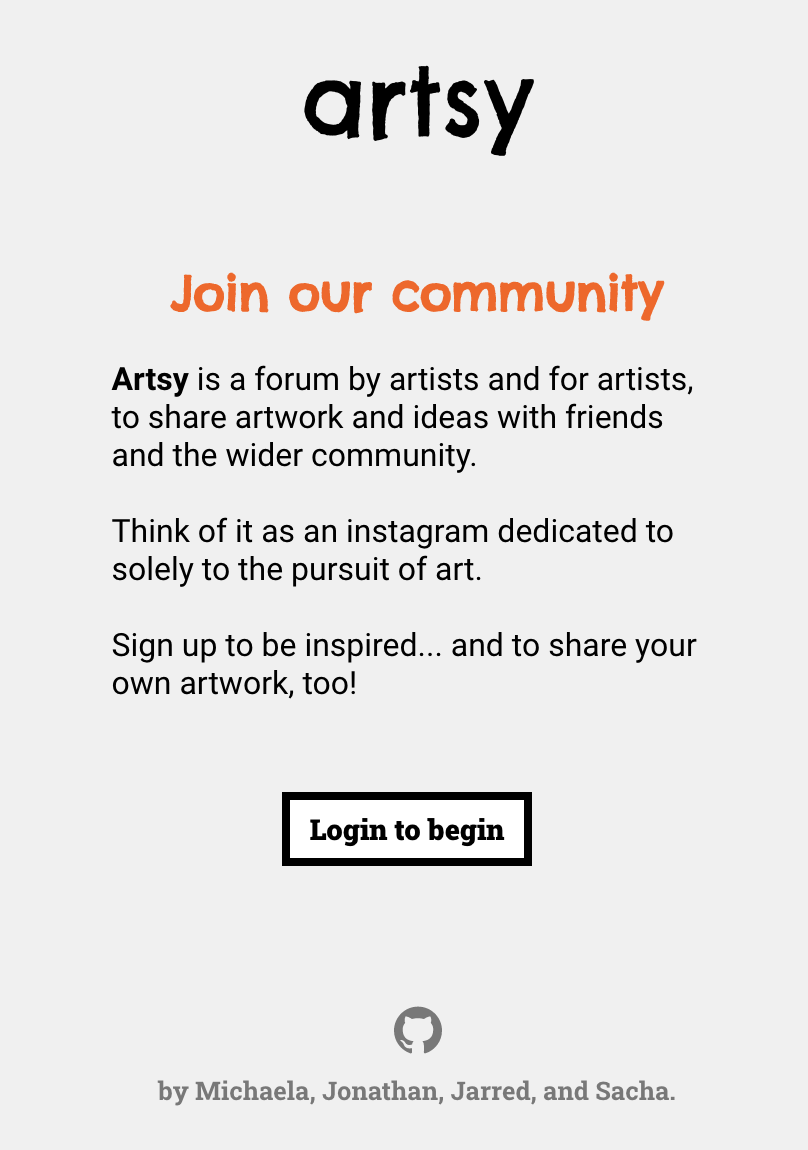 artsy
Join our community
Artsy is a forum by artists and for artists,
to share artwork and ideas with friends
and the wider community.
Think of it as an instagram dedicated to
solely to the pursuit of art.
Sign up to be inspired... and to share your
own artwork, too!
Login to begin
by Michaela, Jonathan, Jarred, and Sacha.